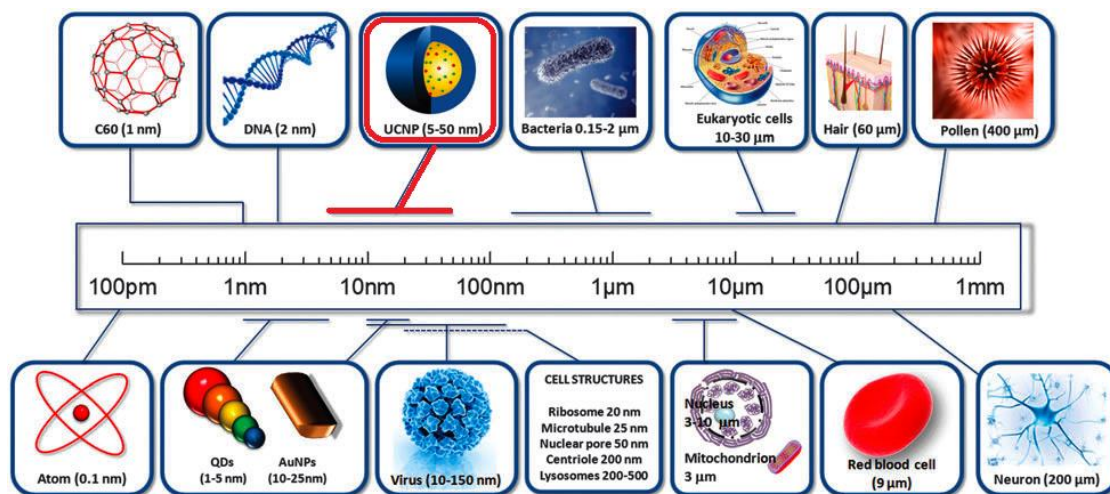 C60 (1 nm)
DNA (2 nm)
UCNP (5-50 nm)
Bacteria 0.15-2 µm
Eukaryotic cells
10-30 µm
Hair (60 µm)
Pollen (400 µm)
100pm
1nm
10nm
100nm
1µm
10µm
100µm
1mm
Atom (0.1 nm)
QDs
(1-5 nm)
AuNPs
(10-25nm)
Virus (10-150 nm)
CELL STRUCTURES
Ribosome 20 nm
Microtubule 25 nm
Nuclear pore 50 nm
Centriole 200 nm
Lysosomes 200-500
Nucleus
3-10 µm
Mitochondrion
3 µm
Red blood cell
(9 µm)
Neuron (200 µm)